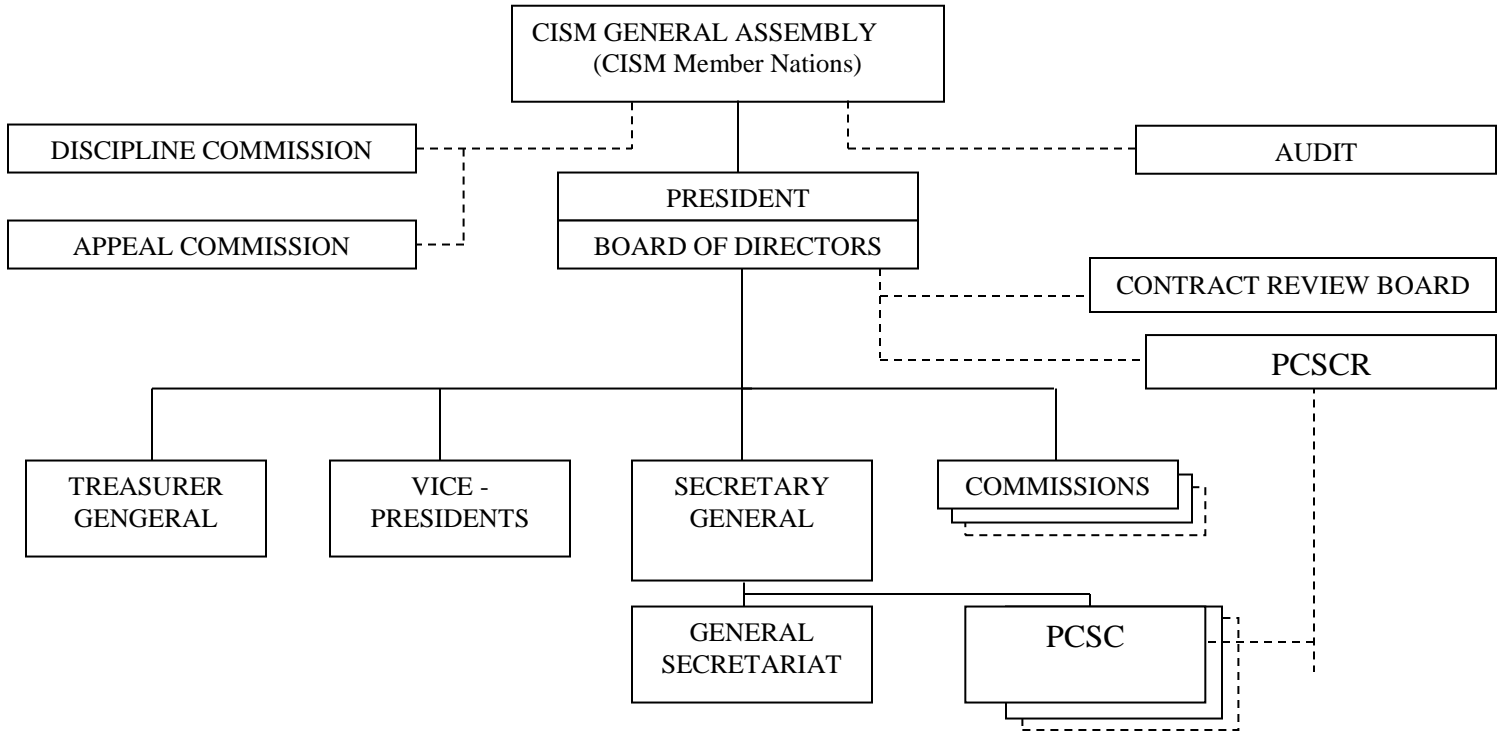 CISM GENERAL ASSEMBLY
(CISM Member Nations)
DISCIPLINE COMMISSION
AUDIT
PRESIDENT
APPEAL COMMISSION
BOARD OF DIRECTORS
CONTRACT REVIEW BOARD
PCSCR
TREASURER
GENGERAL
VICE -
PRESIDENTS
SECRETARY
GENERAL
COMMISSIONS
GENERAL
SECRETARIAT
PCSC